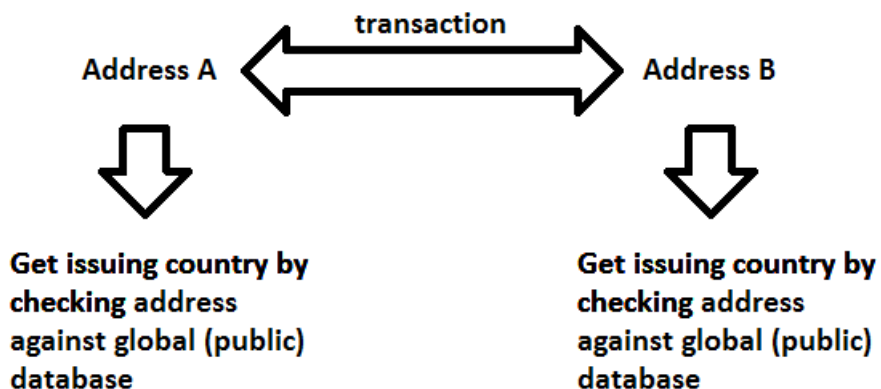 transaction
Address A
Address B
Get issuing country by
checking address
against global (public)
database
Get issuing country by
checking address
against global (public)
database